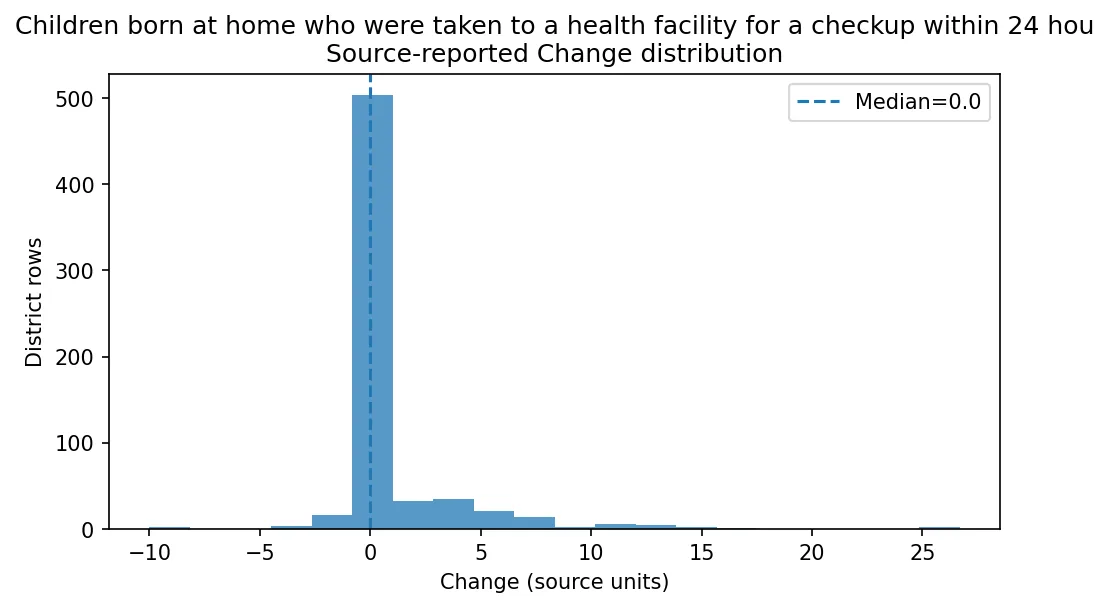 Children born at home who were taken to a health facility for a checkup within 24 hou
Source-reported Change distribution
Median=0.0
500
400
300
200
100
0
District rows
−10
−5
0
5
10
15
20
25
Change (source units)